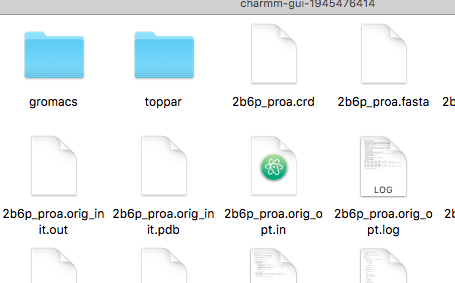 charmm-gui-1945476414
gromacs
toppar
2b6p_proa.crd
2b6p_proa.fasta
2b6p_proa.orig_in
it.out
2b6p_proa.orig_in
it.pdb
2b6p_proa.orig_o
pt.in
LOG
2b6p_proa.orig_o
pt.log